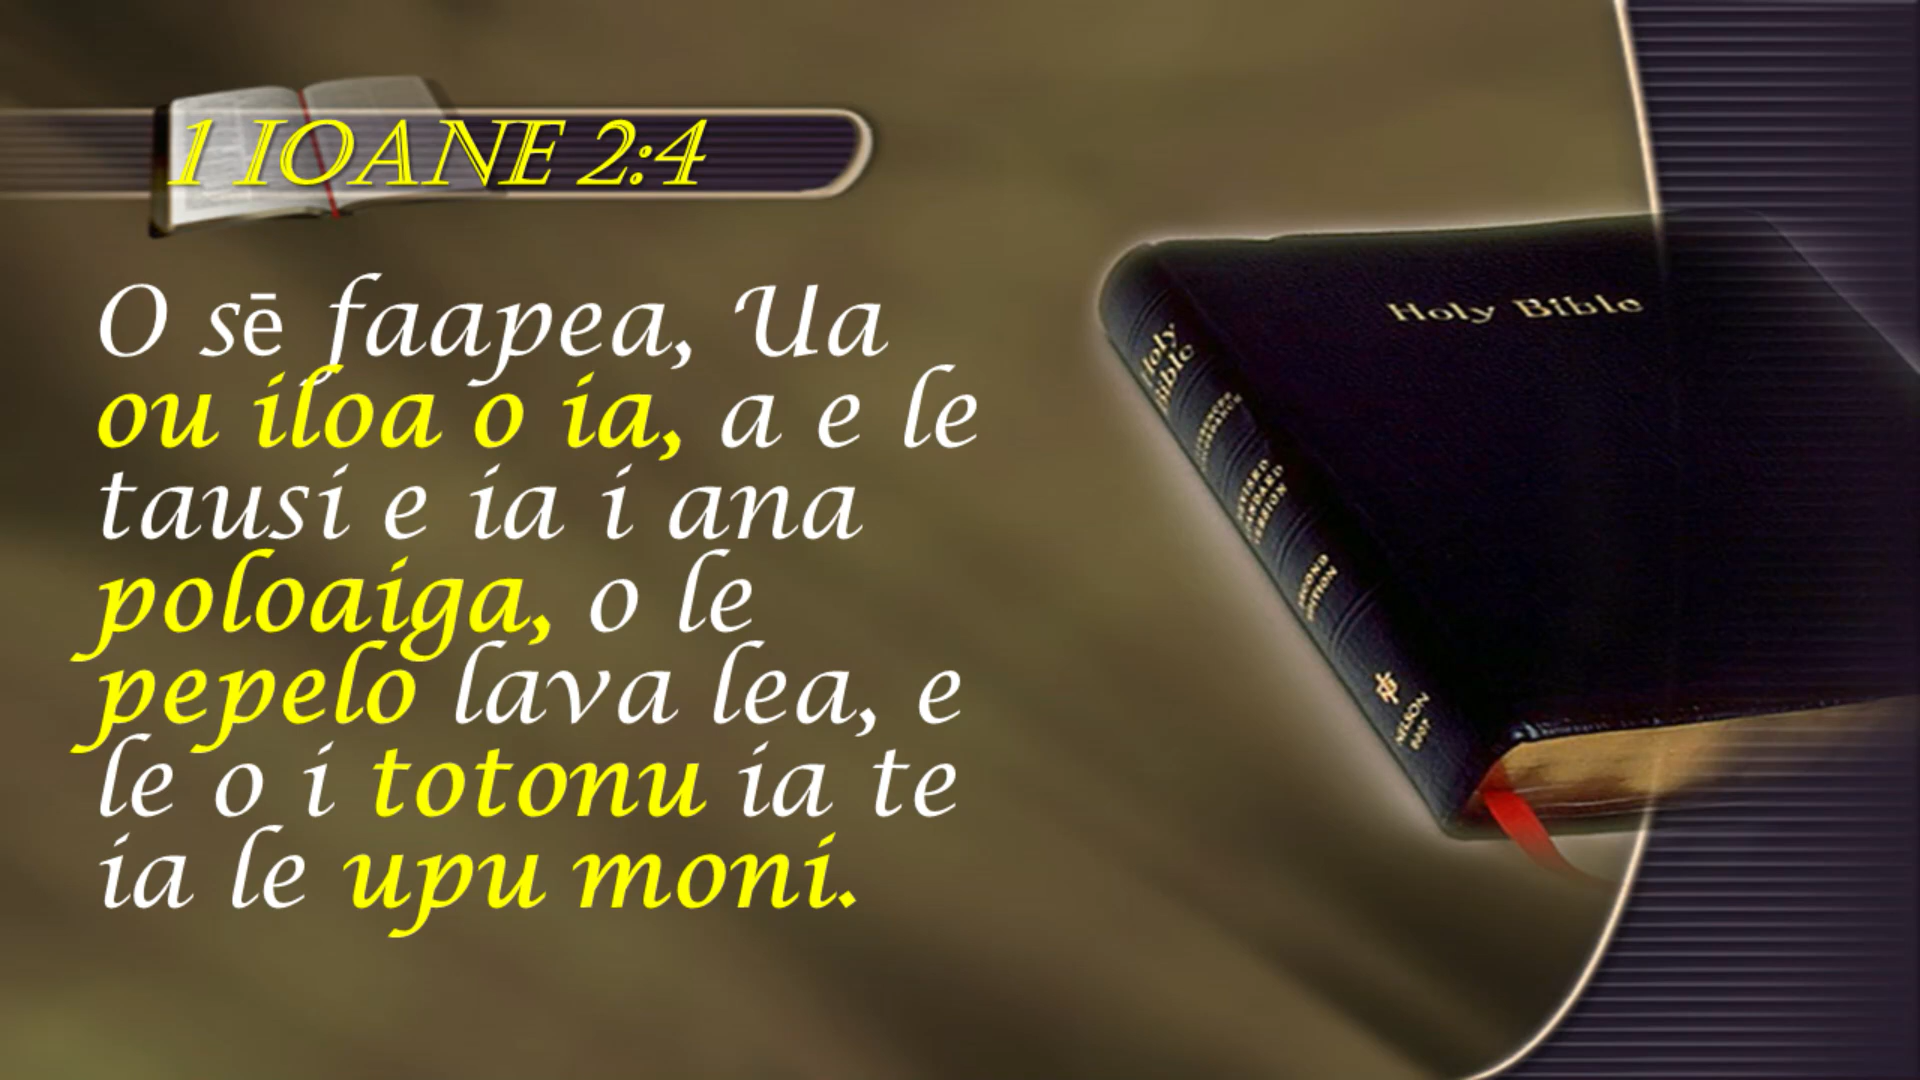 1 IOANE 2:4
O sē faapea, Ua
ou iloa o ia, a e le
tausi e ia i ana
poloaiga, o le
pepelo lava lea, e
le o i totonu ia te
ia le upu moni.
Holy Bible
Holy
Bible
NELSON